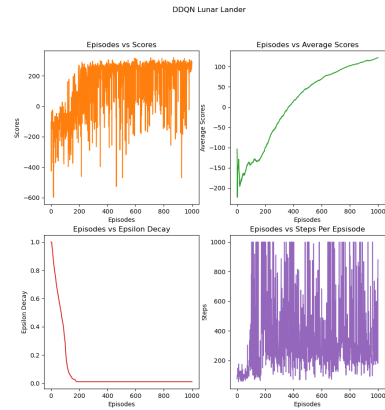 DDQN Lunar Lander
Episodes vs Scores
Episodes vs Average Scores
200
0
−200
−400
−600
Scores
0 200 400 600 800 1000
Episodes
100
50
0
−50
−100
−150
−200
Average Scores
0 200 400 600 800 1000
Episodes
Episodes vs Epsilon Decay
Episodes vs Steps Per Episode
1.0
0.8
0.6
0.4
0.2
0.0
Epsilon Decay
0 200 400 600 800 1000
Episodes
1000
800
600
400
200
Steps
0 200 400 600 800 1000
Episodes